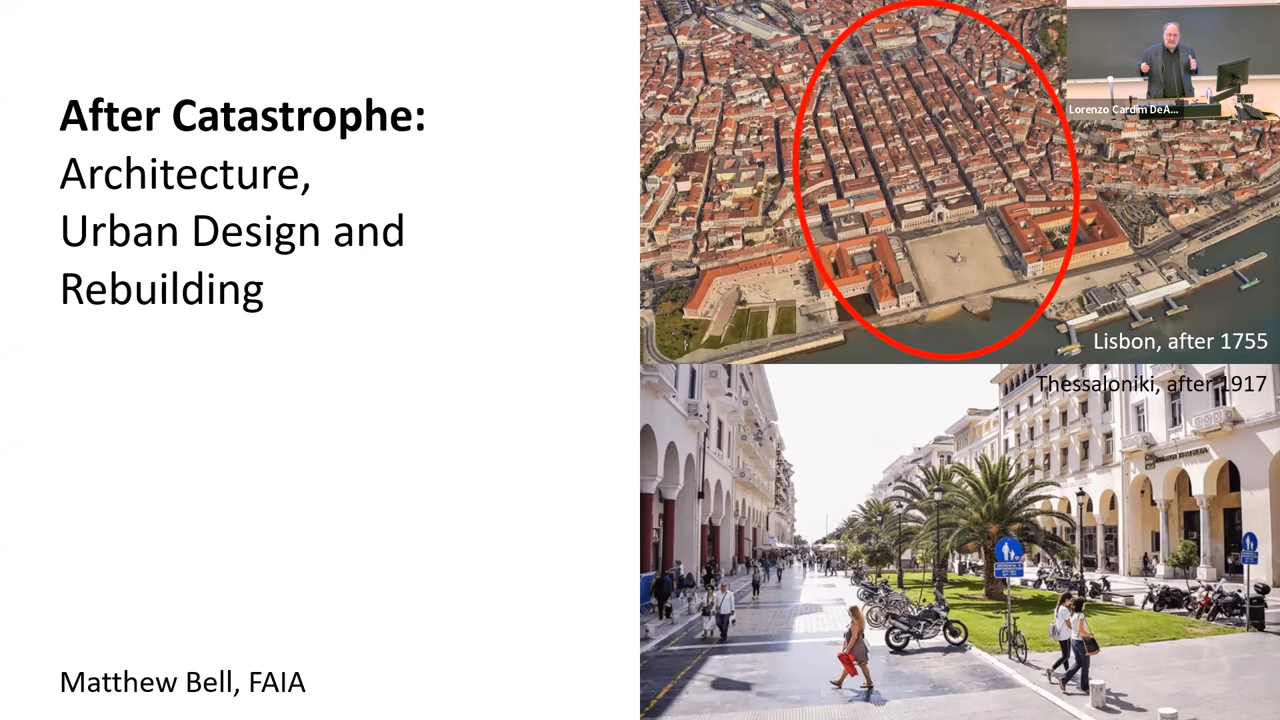 After Catastrophe:
Architecture,
Urban Design and
Rebuilding
Matthew Bell, FAIA
Lorenzo Cardim DeA...
Lisbon, after 1755
Thessaloniki, after 1917